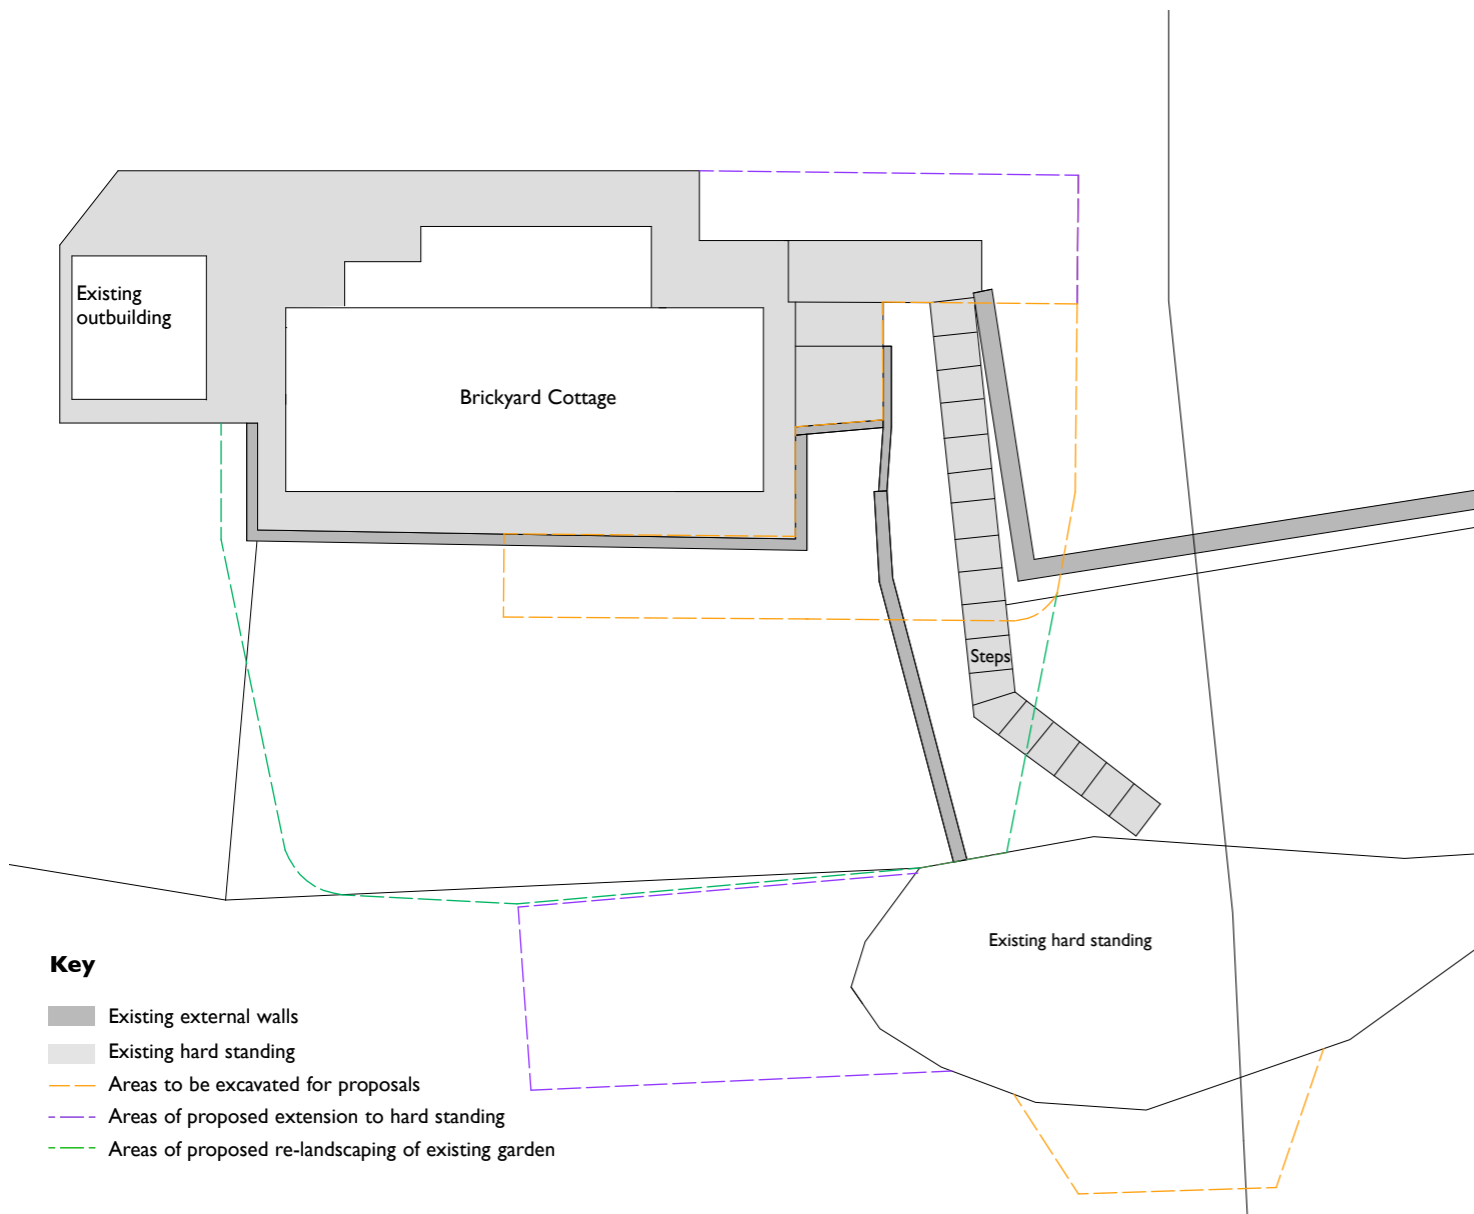 Existing
outbuilding
Brickyard Cottage
Steps
Existing hard standing
Key
Existing external walls
Existing hard standing
Areas to be excavated for proposals
Areas of proposed extension to hard standing
Areas of proposed re-landscaping of existing garden